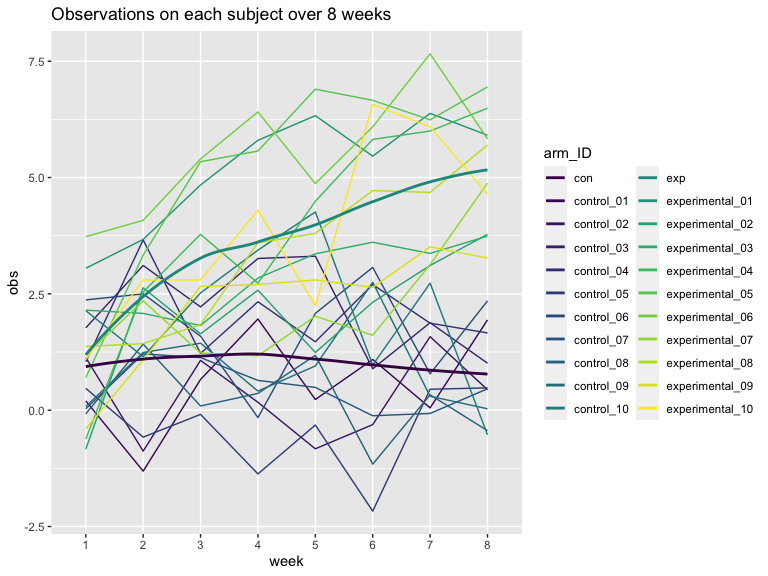 Observations on each subject over 8 weeks
obs
7.5
5.0
2.5
0.0
-2.5
1 2 3 4 5 6 7 8
week
arm_ID
con
control_01
control_02
control_03
control_04
control_05
control_06
control_07
control_08
control_09
control_10
exp
experimental_01
experimental_02
experimental_03
experimental_04
experimental_05
experimental_06
experimental_07
experimental_08
experimental_09
experimental_10